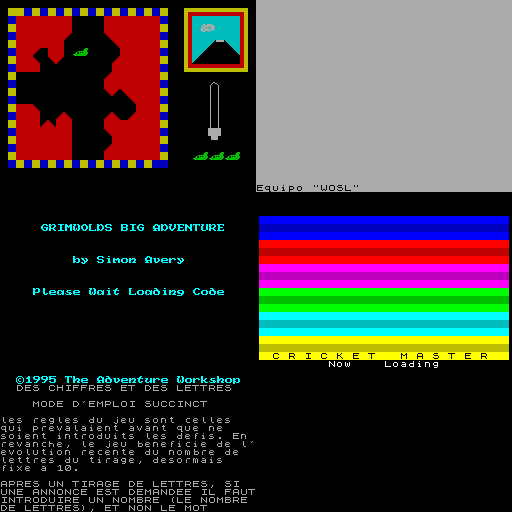 Equipo "WOSL"
GRIMWOLDS BIG ADVENTURE
by Simon Avery
Please Wait Loading Code
©1995 The Adventure Workshop
CRICKET MASTER
Now Loading
DES CHIFFRES ET DES LETTRES
MODE D'EMPLOI SUCCINCT
les regles du jeu sont celles
qui prevalaient avant que ne
soient introduits les defis. En
revanche, le jeu beneficie de l'
evolution recente du nombre de
lettres du tirage, desormais
fixe a 10.
APRES UN TIRAGE DE LETTRES, SI
UNE ANNONCE EST DEMANDEE IL FAUT
INTRODUIRE UN NOMBRE (LE NOMBRE
DE LETTRES), ET NON LE MOT